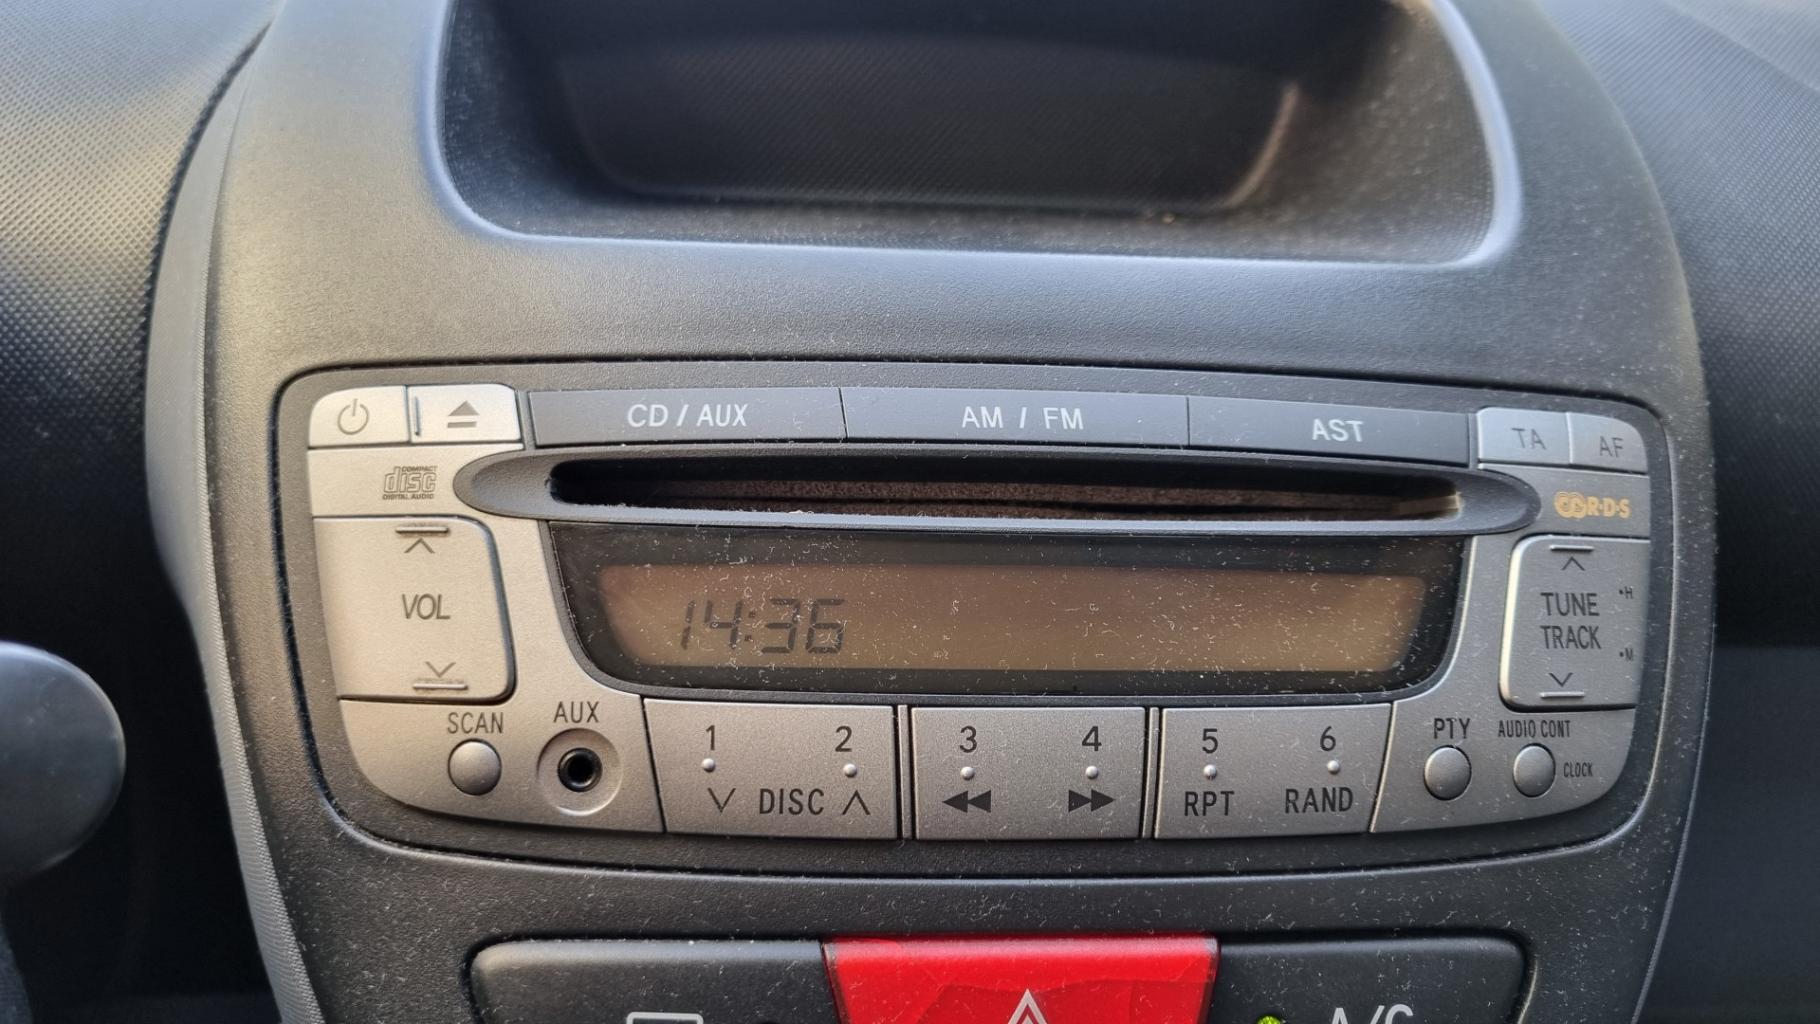 CD / AUX AM / FM AST TA AF
COMPACT
disc
DIGITAL AUDIO
R·D·S
VOL
14:36
TUNE
TRACK
•H
•M
SCAN
AUX
1 2 3 4 5 6
DISC
RPT RAND
PTY
AUDIO CONT
CLOCK
A/C